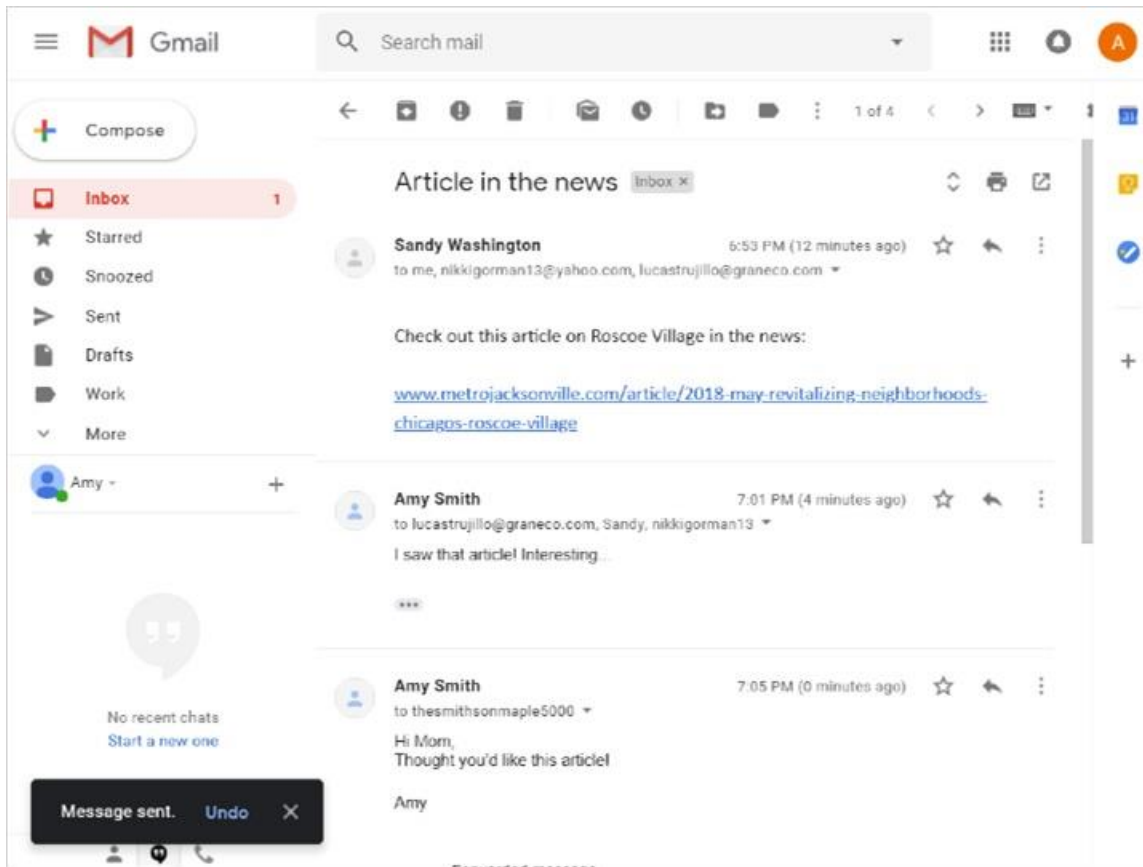 Gmail
Search mail
A
Compose
1 of 4
31
Article in the news Inbox ×
Inbox 1
Starred
Snoozed
Sent
Drafts
Work
More
Amy
Sandy Washington 6:53 PM (12 minutes ago)
to me, nikkigorman13@yahoo.com, lucastrujillo@graneco.com
Check out this article on Roscoe Village in the news:
www.metrojacksonville.com/article/2018-may-revitalizing-neighborhoods-
chicagos-roscoe-village
Amy Smith 7:01 PM (4 minutes ago)
to lucastrujillo@graneco.com, Sandy, nikkigorman13
I saw that article! Interesting...
Amy Smith 7:05 PM (0 minutes ago)
to thesmithsonmaple5000
Hi Mom,
Thought you'd like this article!
Amy
No recent chats
Start a new one
Message sent. Undo
Forwarded message